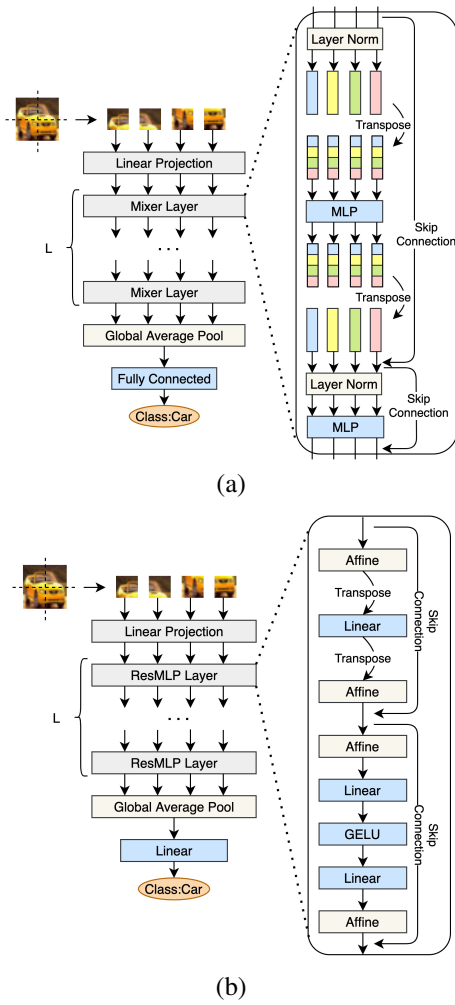 Layer Norm
Transpose
Linear Projection
Mixer Layer
MLP
L
Skip
Connection
...
Transpose
Mixer Layer
Global Average Pool
Layer Norm
Fully Connected
Skip
Connection
Class:Car
MLP
(a)
Affine
Transpose
Skip
Connection
Linear Projection
Linear
Transpose
ResMLP Layer
Affine
L
...
Affine
ResMLP Layer
Linear
Global Average Pool
Skip
Connection
GELU
Linear
Linear
Class:Car
Affine
(b)